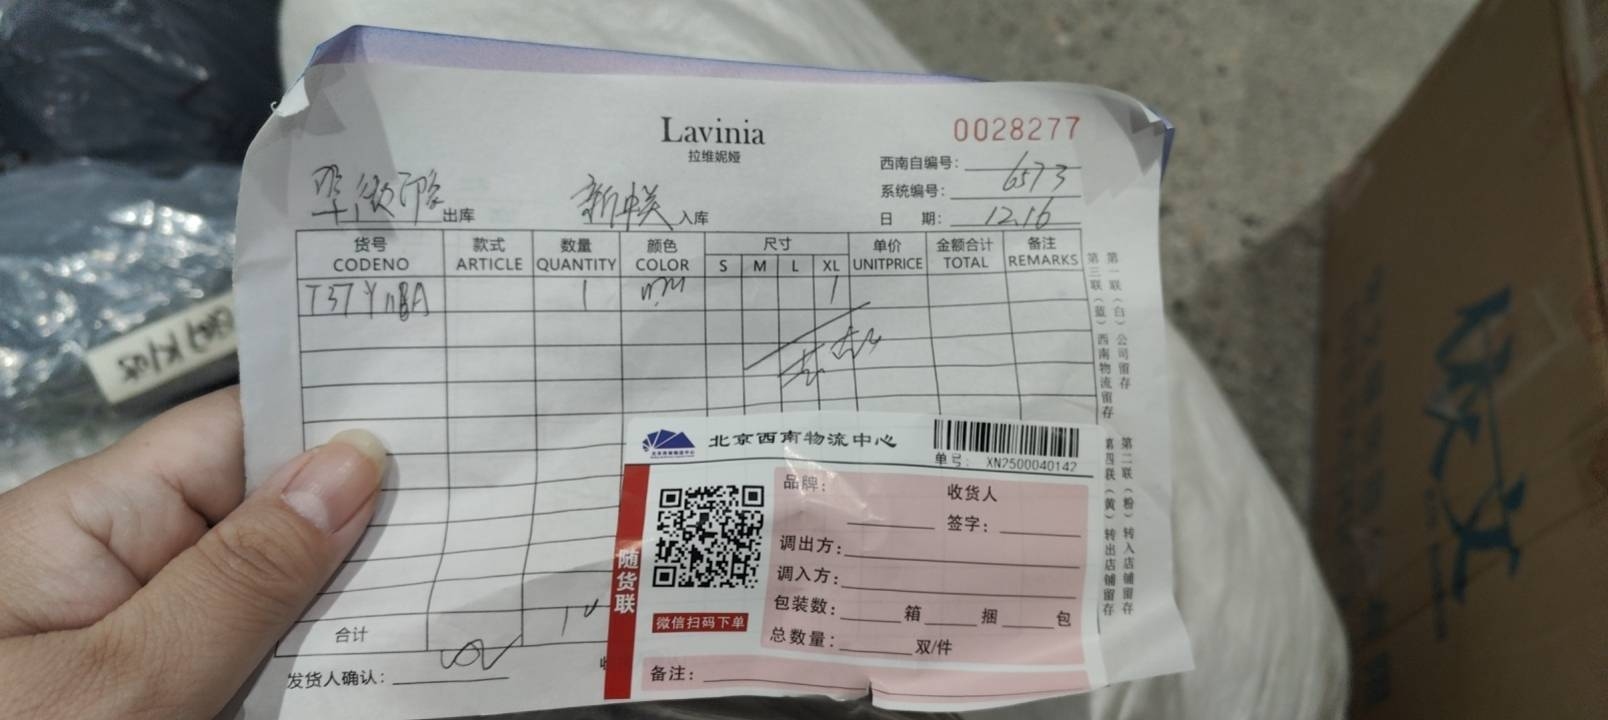 Lavinia
拉维妮娅
0028277
西南自编号： 6573
系统编号：
日 期： 12.16
出库 新中关 入库
货号 款式 数量 颜色 尺寸 单价 金额合计 备注
CODENO ARTICLE QUANTITY COLOR S M L XL UNITPRICE TOTAL REMARKS
1 1
合计 1
发货人确认：
第一联（白）公司留存
第三联（蓝）西南物流留存
第二联（粉）转入店铺留存
第四联（黄）转出店铺留存
北京西南物流中心
单号： XN2500040142
随货联
微信扫码下单
品牌： 收货人
签字：
调出方：
调入方：
包装数： 箱 捆 包
总数量： 双/件
备注：